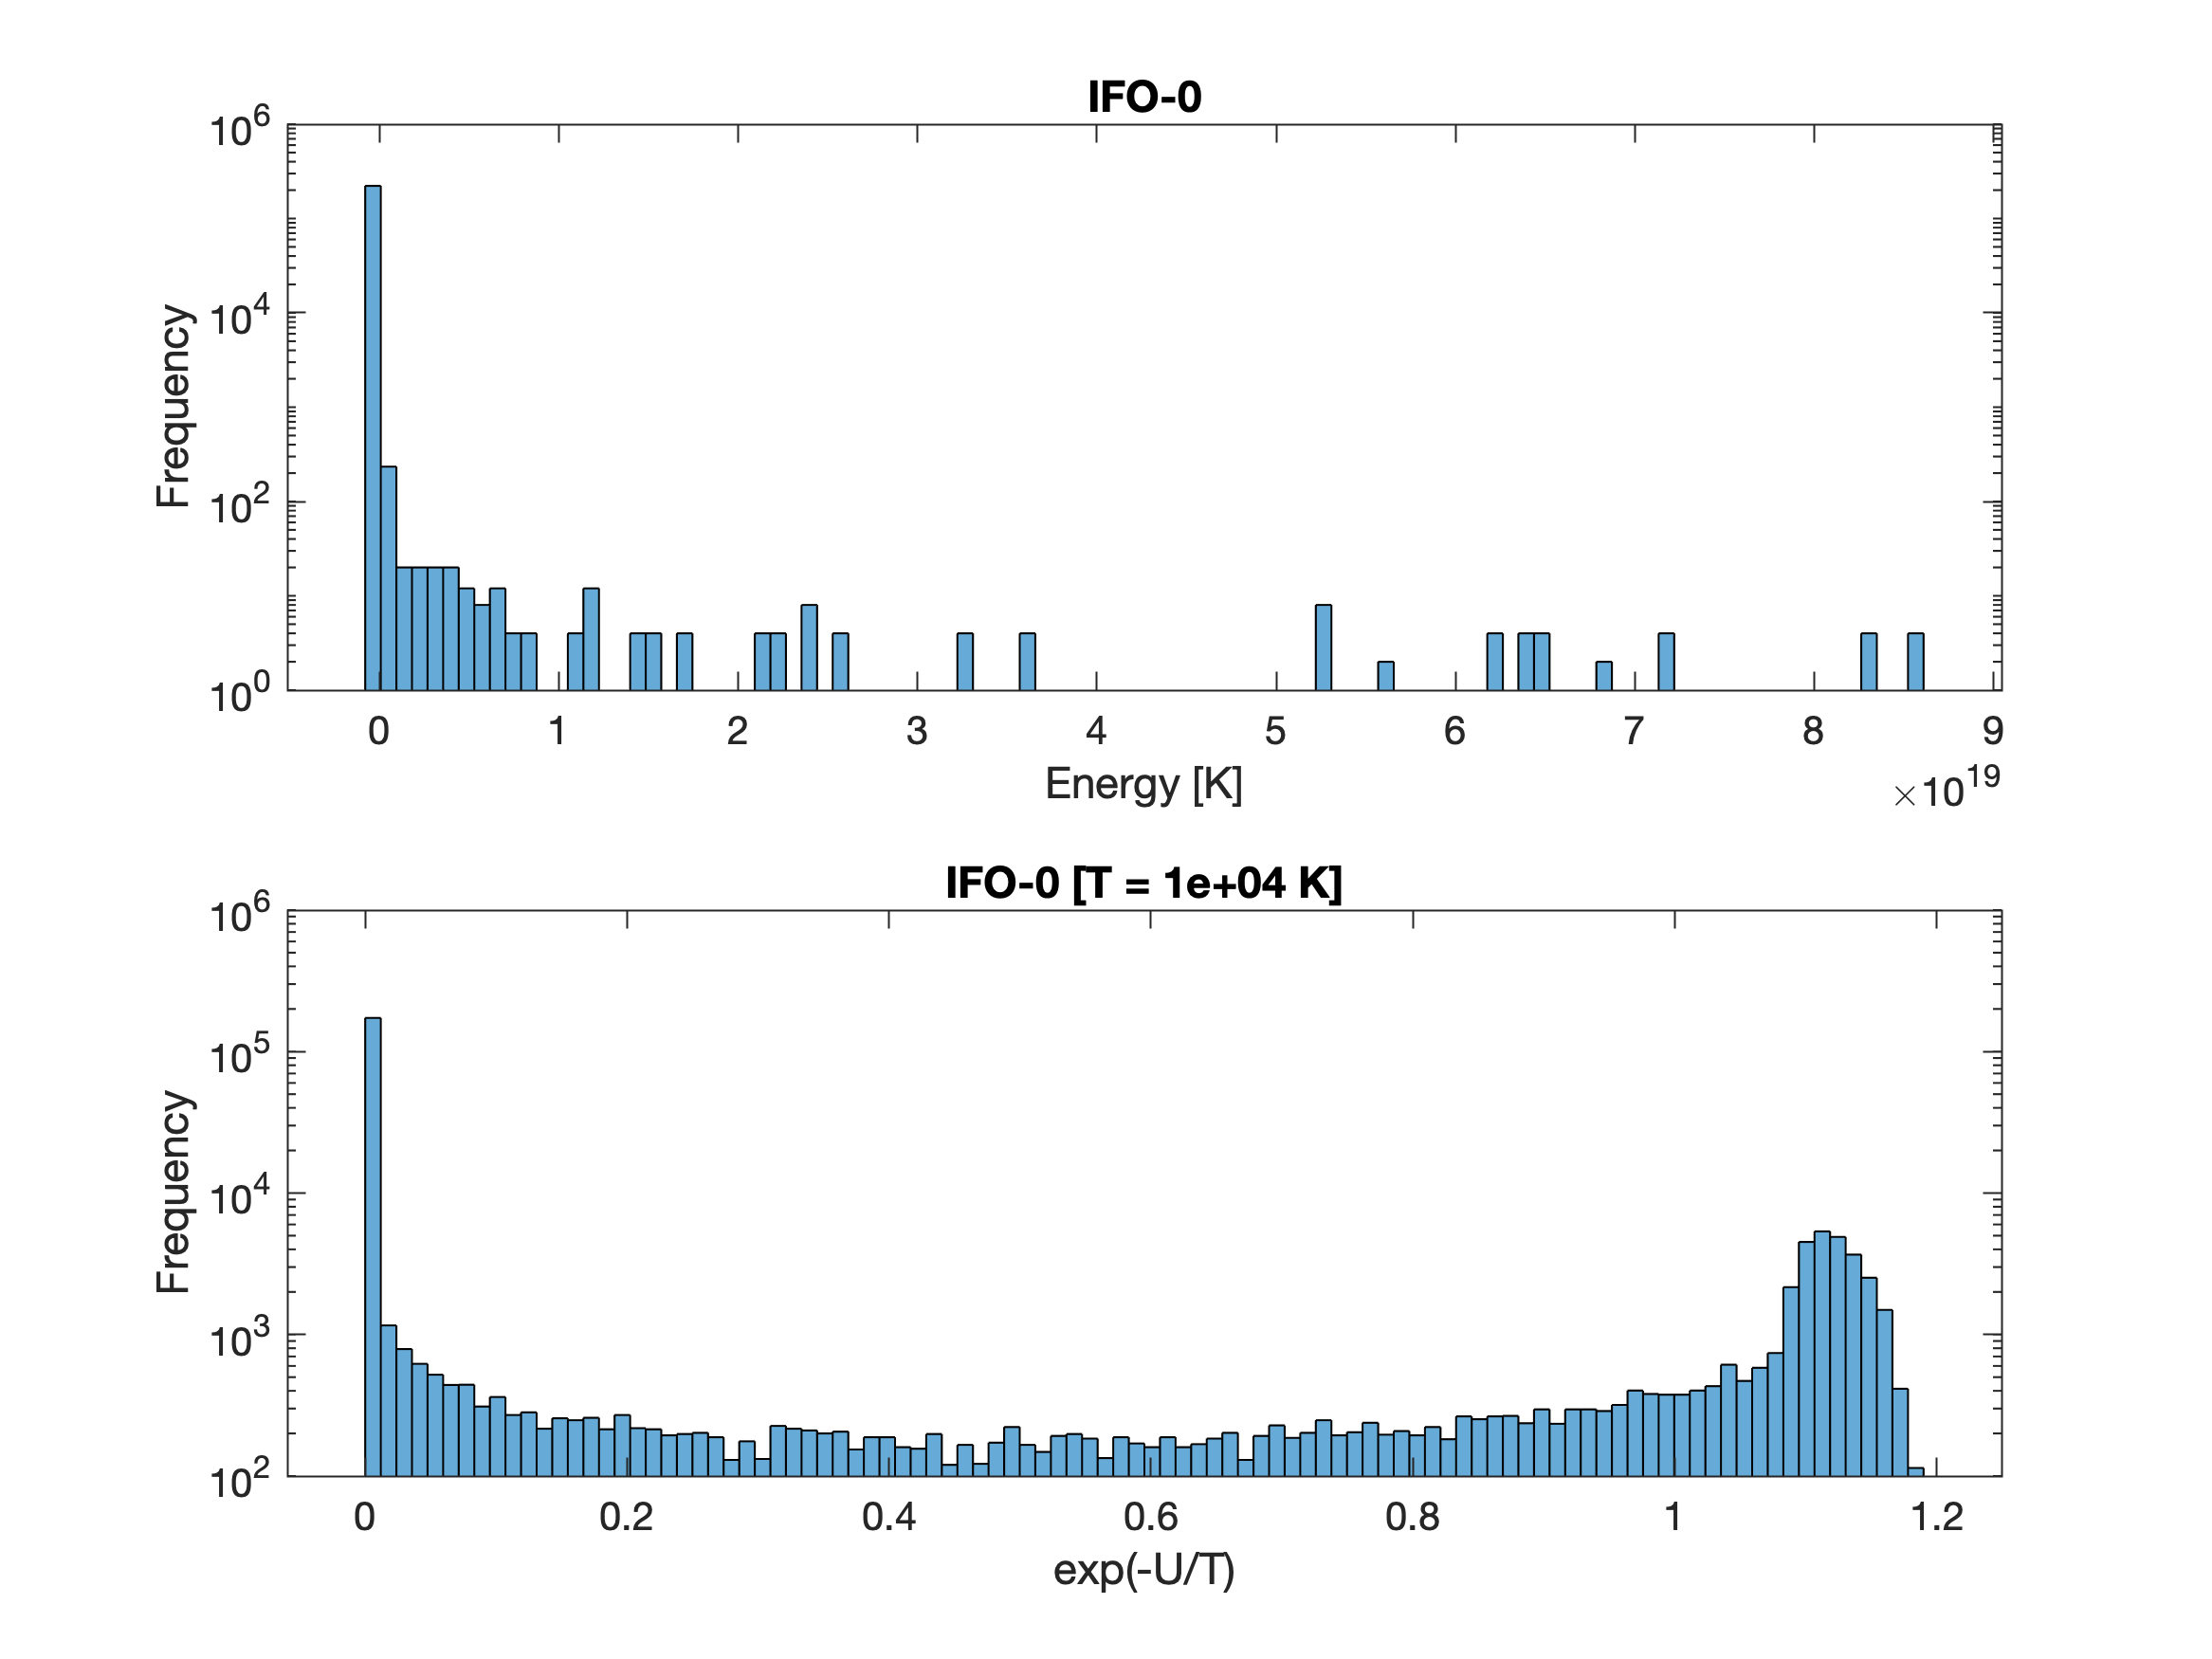 IFO-0
10^6
10^4
10^2
10^0
Frequency
0 1 2 3 4 5 6 7 8 9
Energy [K]
×10^19
IFO-0 [T = 1e+04 K]
10^6
10^5
10^4
10^3
10^2
Frequency
0 0.2 0.4 0.6 0.8 1 1.2
exp(-U/T)